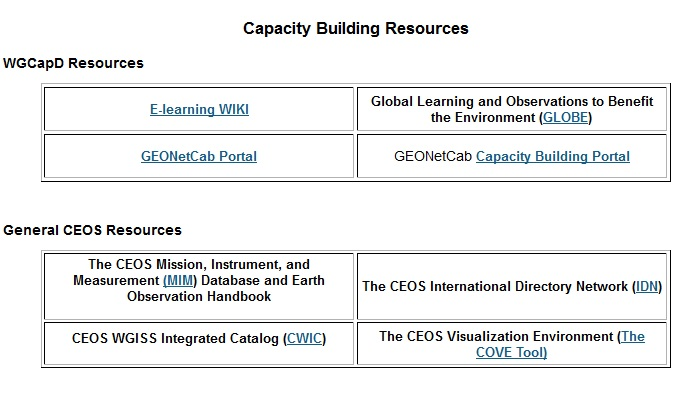 Capacity Building Resources
WGCapD Resources
E-learning WIKI
Global Learning and Observations to Benefit
the Environment (GLOBE)
GEONetCab Portal
GEONetCab Capacity Building Portal
General CEOS Resources
The CEOS Mission, Instrument, and
Measurement (MIM) Database and Earth
Observation Handbook
The CEOS International Directory Network (IDN)
CEOS WGISS Integrated Catalog (CWIC)
The CEOS Visualization Environment (The
COVE Tool)